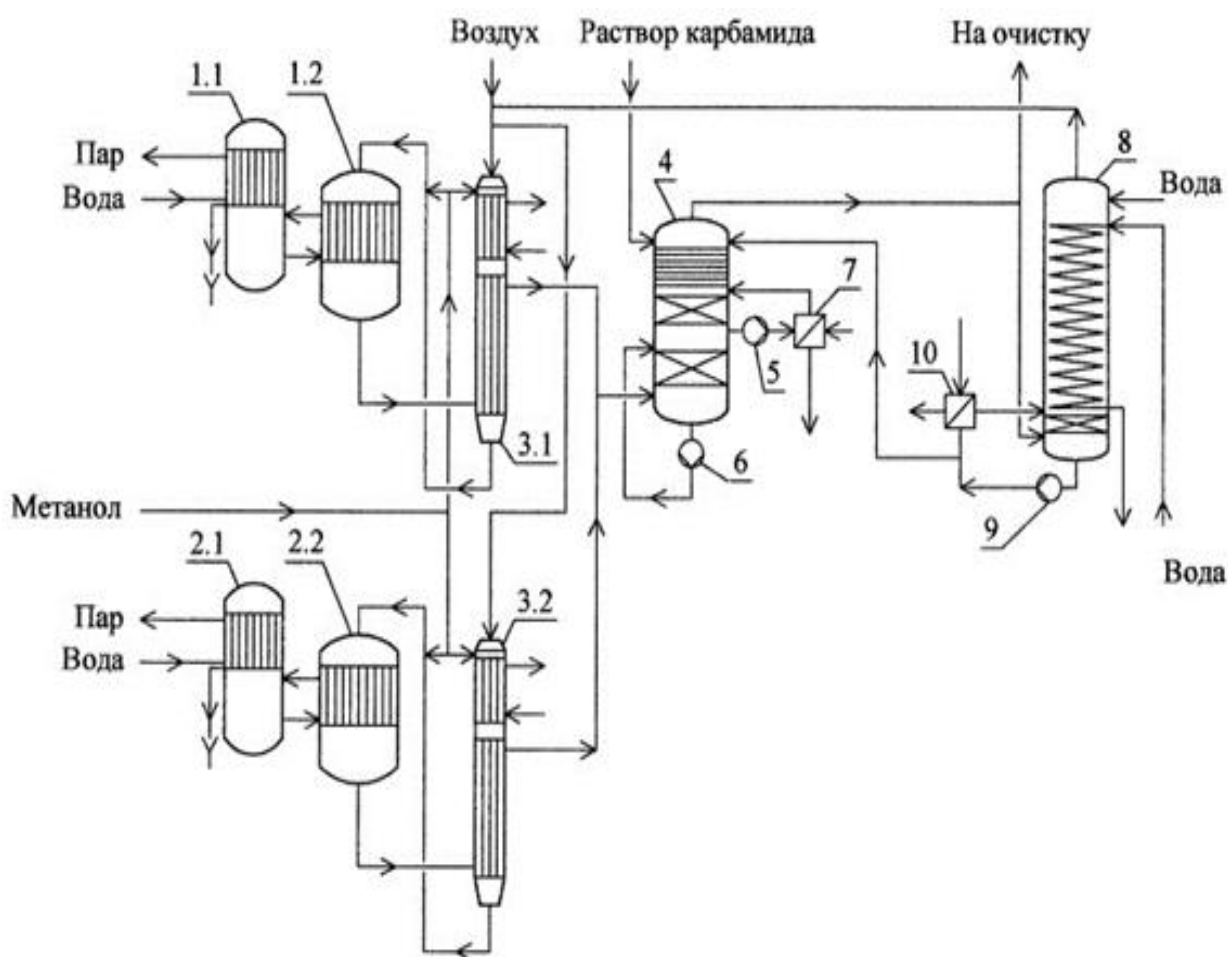 Воздух
Раствор карбамида
На очистку
1.1
1.2
8
4
Пар
Вода
Вода
7
10
5
3.1
6
Метанол
9
2.1
2.2
Вода
3.2
Пар
Вода